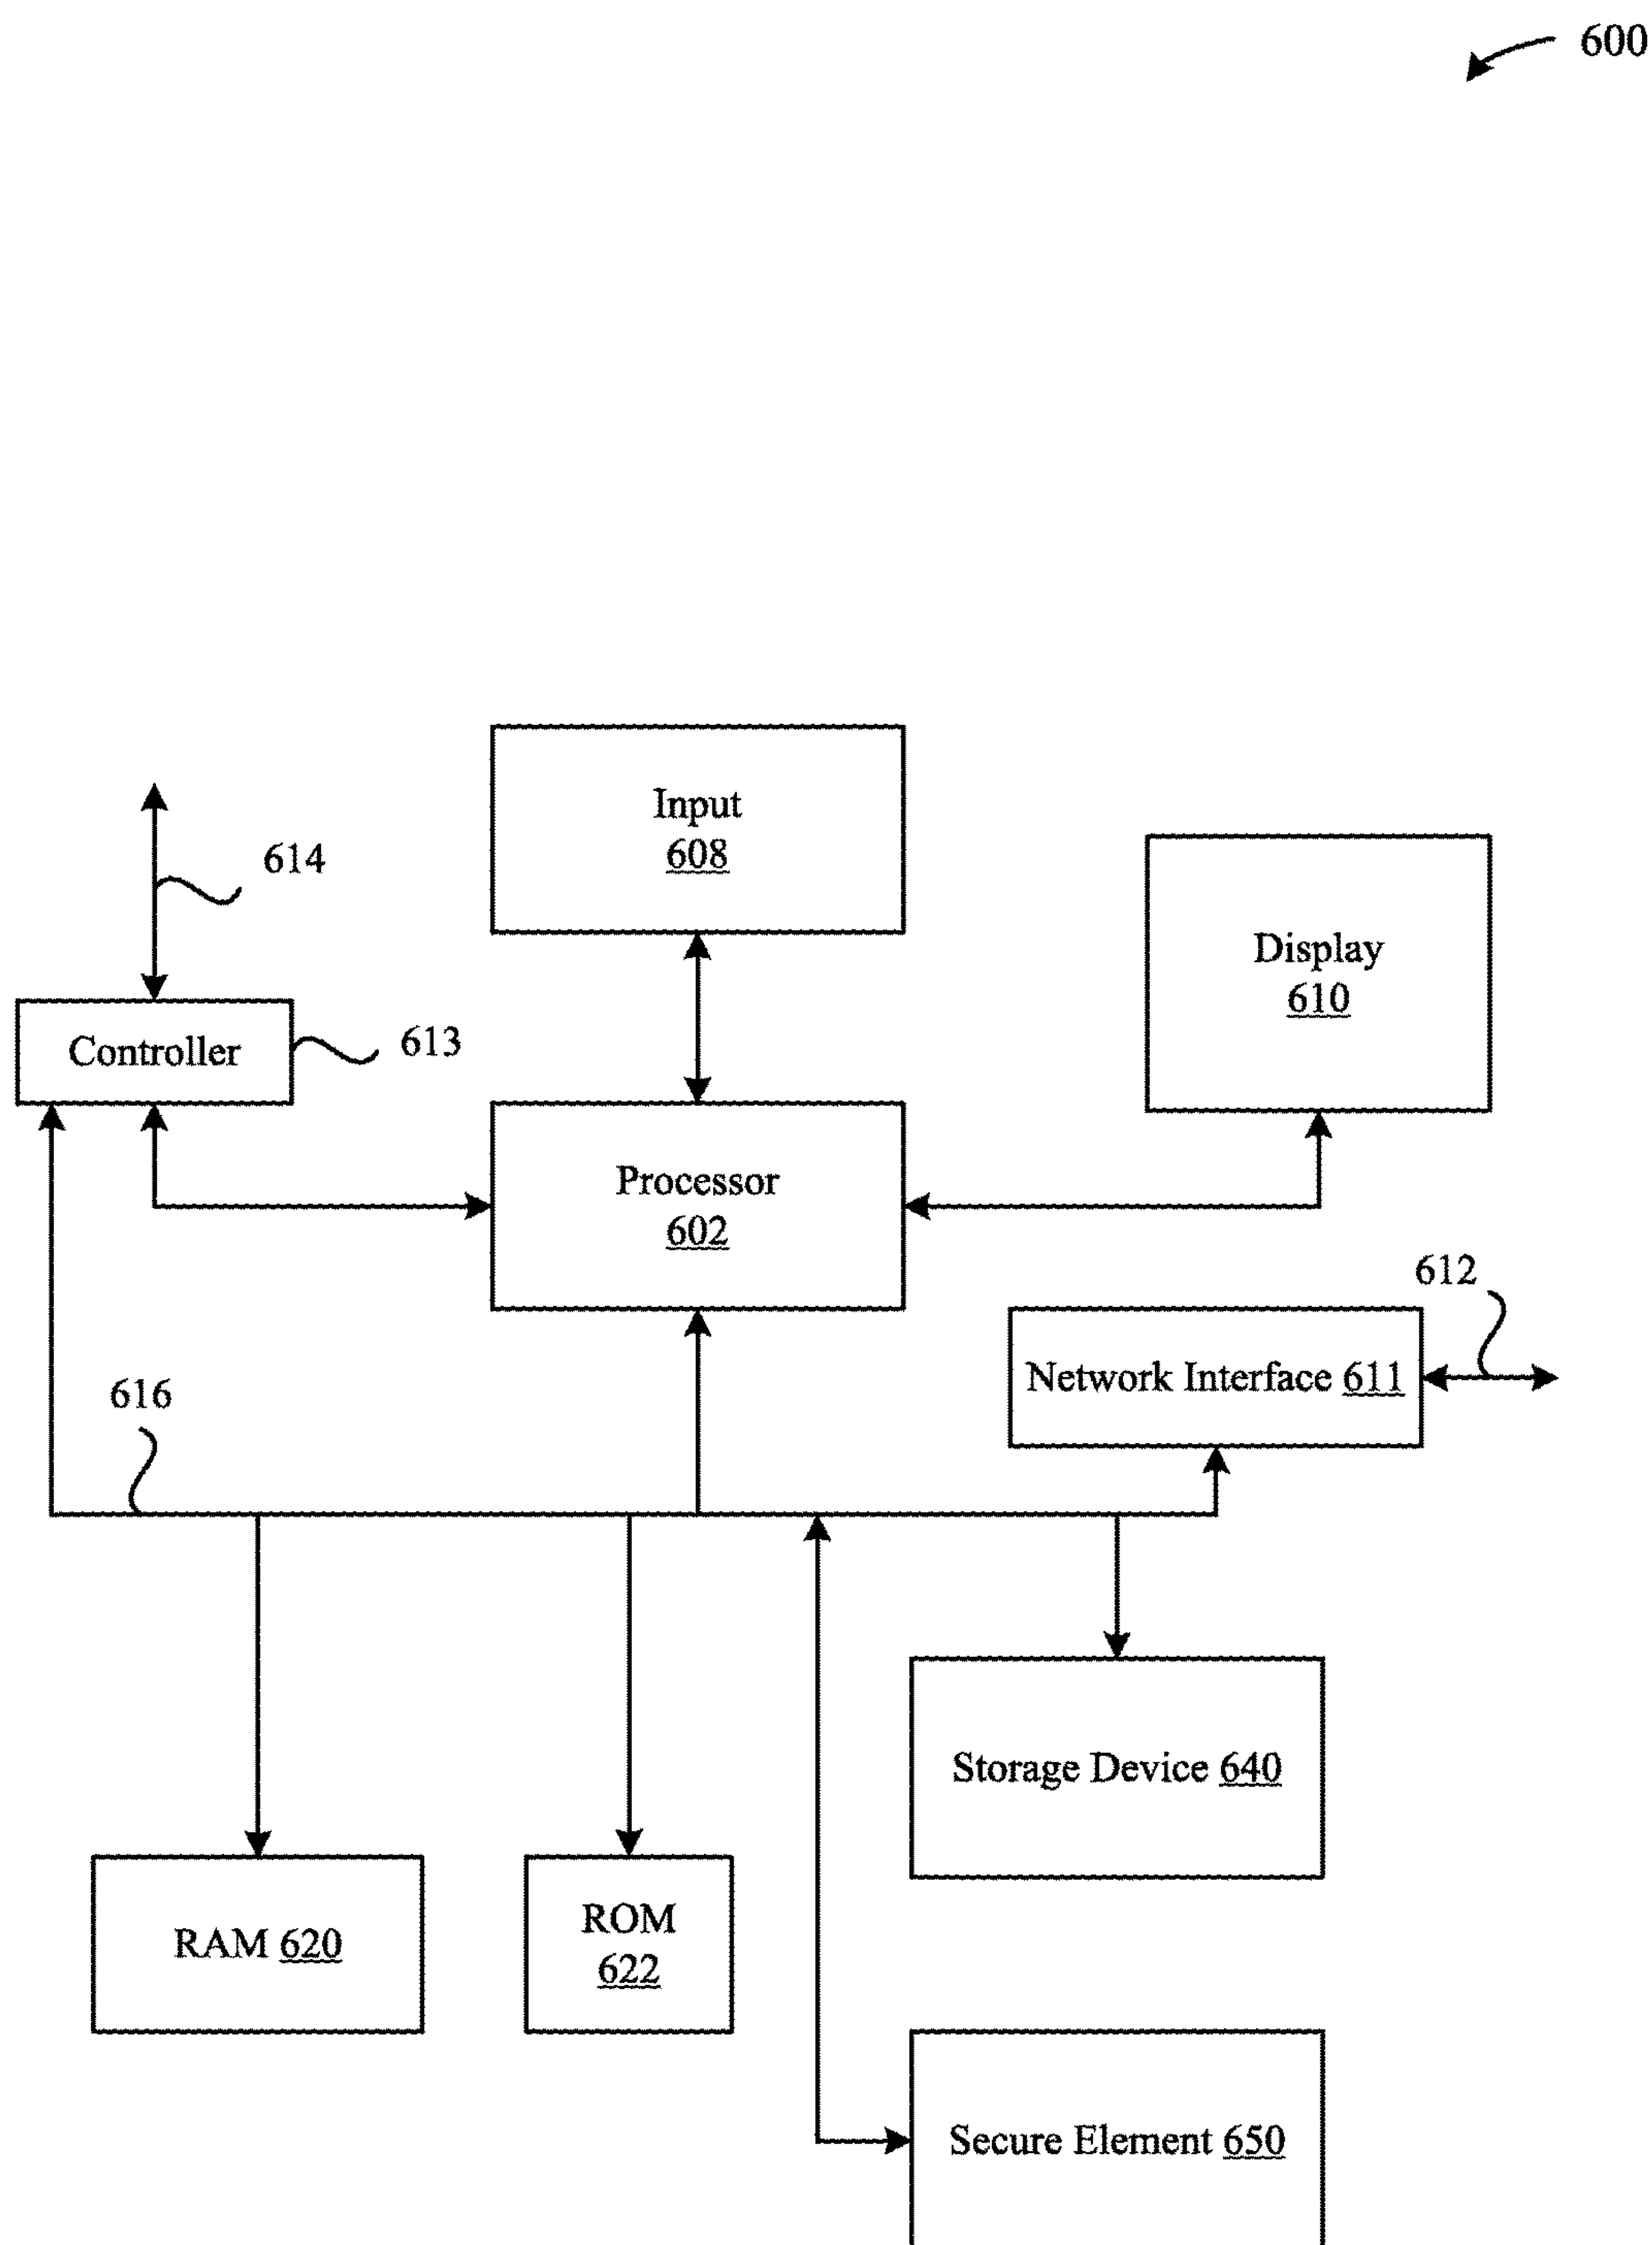 600
Input
608
614
Display
610
Controller
613
Processor
602
612
Network Interface 611
616
Storage Device 640
RAM 620
ROM
622
Secure Element 650